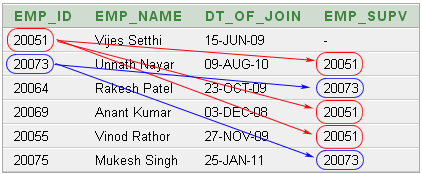 EMP_ID EMP_NAME DT_OF_JOIN EMP_SUPV
20051 Vijes Setthi 15-JUN-09 -
20073 Unnath Nayar 09-AUG-10 20051
20064 Rakesh Patel 23-OCT-09 20073
20069 Anant Kumar 03-DEC-08 20051
20055 Vinod Rathor 27-NOV-09 20051
20075 Mukesh Singh 25-JAN-11 20073